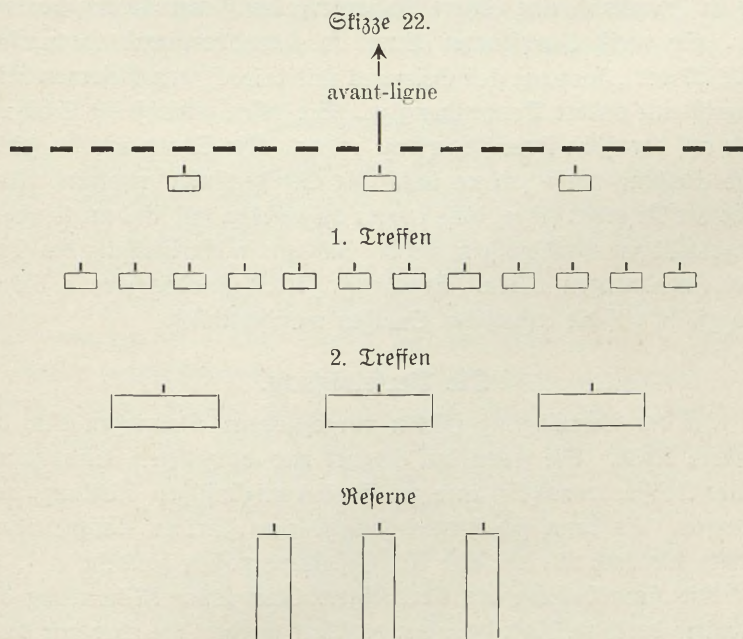 Skizze 22.
avant-ligne
1. Treffen
2. Treffen
Reserve